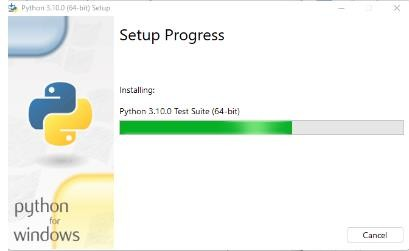 Python 3.10.0 (64-bit) Setup
Setup Progress
Installing:
Python 3.10.0 Test Suite (64-bit)
python
for
windows
Cancel